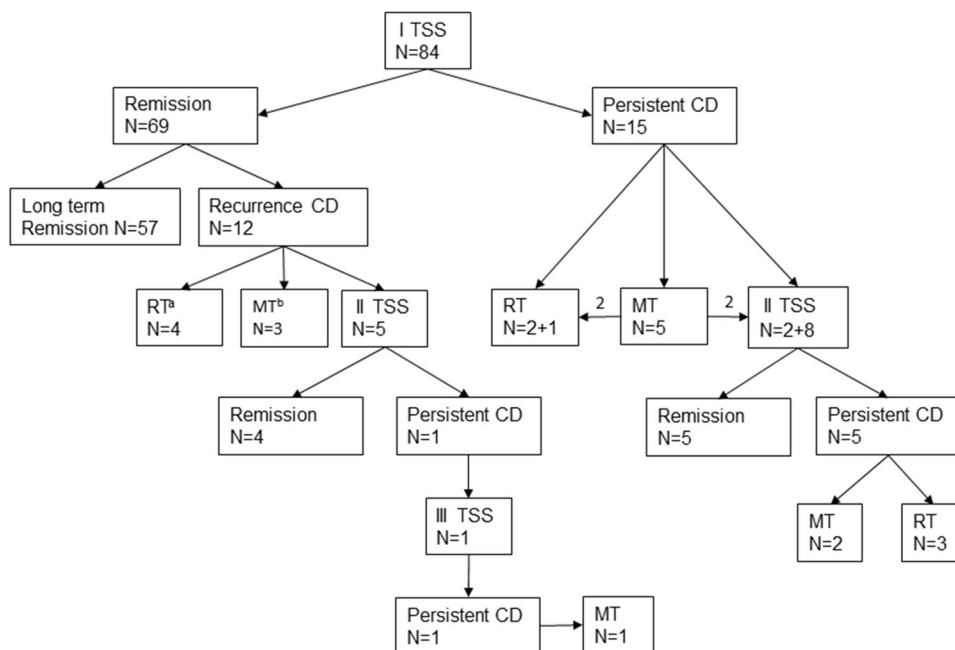 I TSS
N=84
Remission
N=69
Persistent CD
N=15
Long term
Remission N=57
Recurrence CD
N=12
RTᵃ
N=4
MTᵇ
N=3
II TSS
N=5
RT
N=2+1
2
MT
N=5
2
II TSS
N=2+8
Remission
N=4
Persistent CD
N=1
Remission
N=5
Persistent CD
N=5
III TSS
N=1
MT
N=2
RT
N=3
Persistent CD
N=1
MT
N=1